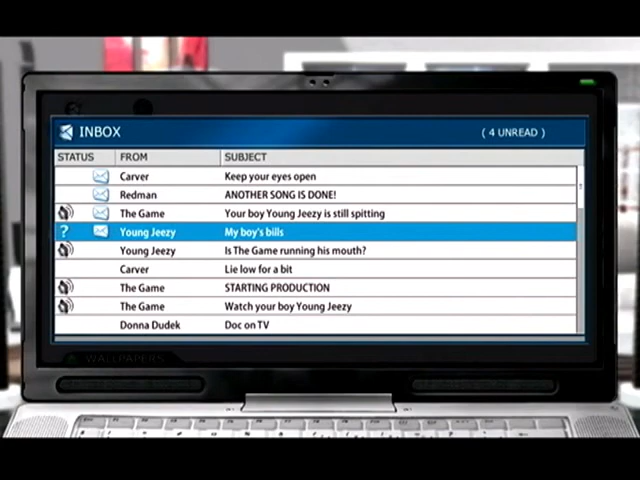 INBOX
( 4 UNREAD )
STATUS FROM SUBJECT
Carver Keep your eyes open
Redman ANOTHER SONG IS DONE!
The Game Your boy Young Jeezy is still spitting
? Young Jeezy My boy's bills
Young Jeezy Is The Game running his mouth?
Carver Lie low for a bit
The Game STARTING PRODUCTION
The Game Watch your boy Young Jeezy
Donna Dudek Doc on TV
WALLPAPERS